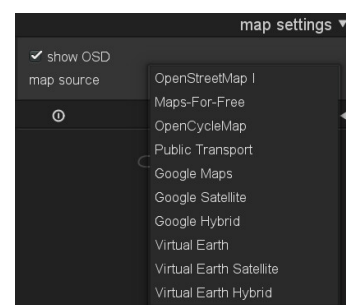 map settings
show OSD
map source
OpenStreetMap I
Maps-For-Free
OpenCycleMap
Public Transport
Google Maps
Google Satellite
Google Hybrid
Virtual Earth
Virtual Earth Satellite
Virtual Earth Hybrid